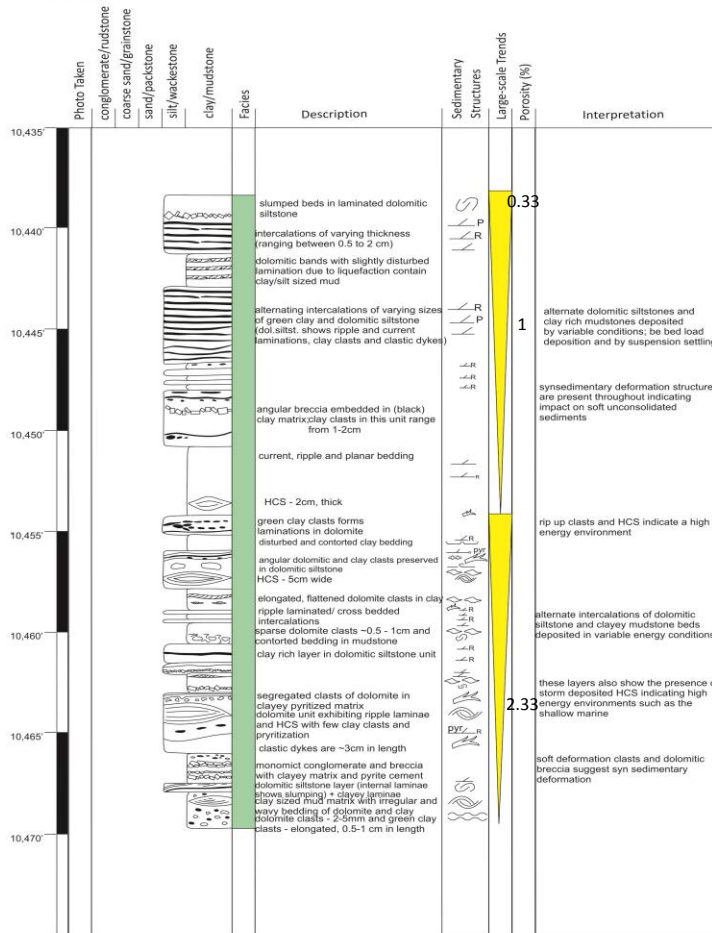 Photo Taken
conglomerate/rudstone
coarse sand/grainstone
sand/packstone
silt/wackestone
clay/mudstone
Facies
Description
Sedimentary
Structures
Large-scale Trends
Porosity (%)
Interpretation
10,435'
0.33
slumped beds in laminated dolomitic
siltstone
P
10,440'
intercalations of varying thickness
(ranging between 0.5 to 2 cm)
R
dolomitic bands with slightly disturbed
lamination due to liquefaction contain
clay/silt sized mud
10,445'
alternating intercalations of varying sizes
of green clay and dolomitic siltstone
(dol.siltst. shows ripple and current
laminations, clay clasts and clastic dykes)
R
P
1
alternate dolomitic siltstones and
clay rich mudstones deposited
by variable conditions; be bed load
deposition and by suspension settling
R
R
R
synsedimentary deformation structure
are present throughout indicating
impact on soft unconsolidated
sediments
10,450'
angular breccia embedded in (black)
clay matrix;clay clasts in this unit range
from 1-2cm
current, ripple and planar bedding
R
HCS - 2cm, thick
10,455'
green clay clasts forms
laminations in dolomite
rip up clasts and HCS indicate a high
energy environment
disturbed and contorted clay bedding
R
pyr
angular dolomitic and clay clasts preserved
in dolomitic siltstone
HCS - 5cm wide
elongated, flattened dolomite clasts in clay
R
10,460'
ripple laminated/ cross bedded
intercalations
R
alternate intercalations of dolomitic
siltstone and clayey mudstone beds
deposited in variable energy conditions
sparse dolomite clasts ~0.5 - 1cm and
contorted bedding in mudstone
R
clay rich layer in dolomitic siltstone unit
R
2.33
these layers also show the presence o
storm deposited HCS indicating high
energy environments such as the
shallow marine
segregated clasts of dolomite in
clayey pyritized matrix
10,465'
dolomite unit exhibiting ripple laminae
and HCS with few clay clasts and
pryritization
pyr
R
clastic dykes are ~3cm in length
soft deformation clasts and dolomitic
breccia suggest syn sedimentary
deformation
monomict conglomerate and breccia
with clayey matrix and pyrite cement
dolomitic siltstone layer (internal laminae
shows slumping) + clayey laminae
10,470'
clay sized mud matrix with irregular and
wavy bedding of dolomite and clay
dolomite clasts - 2-5mm and green clay
clasts - elongated, 0.5-1 cm in length